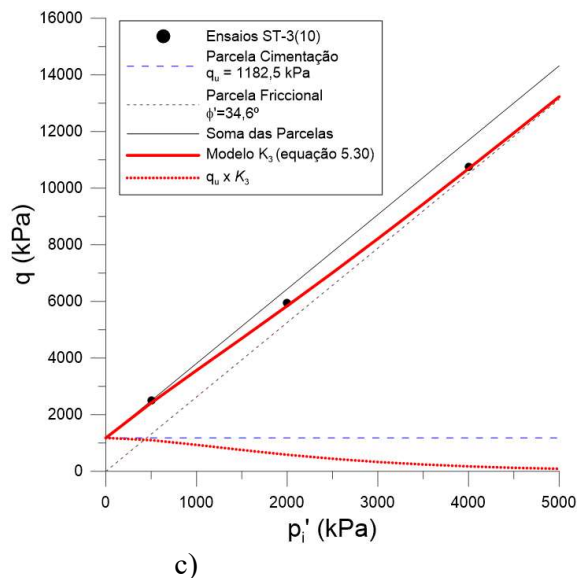 16000
14000
12000
10000
8000
6000
4000
2000
0
q (kPa)
Ensaios ST-3(10)
Parcela Cimentação
qu = 1182,5 kPa
Parcela Friccional
ϕ'=34,6º
Soma das Parcelas
Modelo K3 (equação 5.30)
qu x K3
0 1000 2000 3000 4000 5000
pi' (kPa)
c)